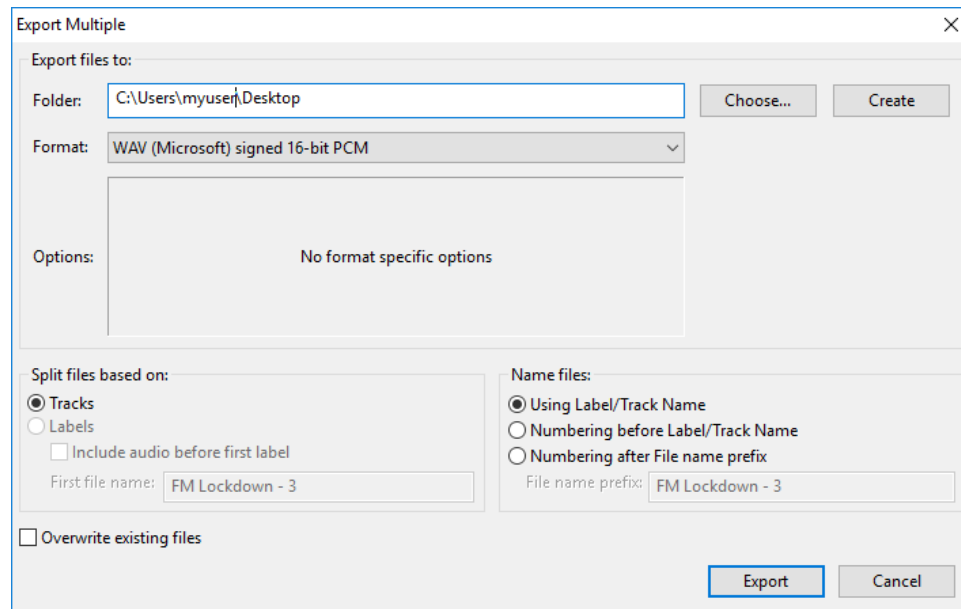 Export Multiple
Export files to:
Folder: C:\Users\myuser\Desktop Choose... Create
Format: WAV (Microsoft) signed 16-bit PCM
Options: No format specific options
Split files based on:
Tracks
Labels
Include audio before first label
First file name: FM Lockdown - 3
Name files:
Using Label/Track Name
Numbering before Label/Track Name
Numbering after File name prefix
File name prefix: FM Lockdown - 3
Overwrite existing files
Export Cancel